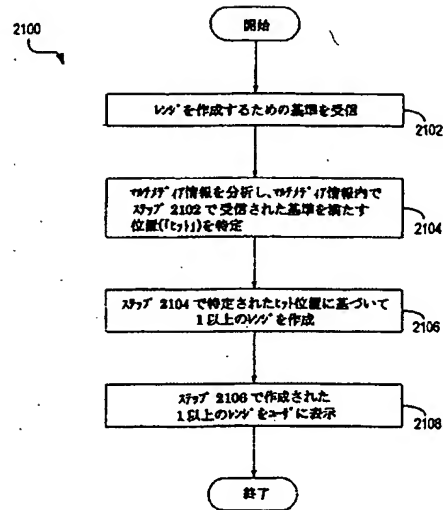 2100
開始
ﾚﾝｼﾞを作成するための基準を受信
2102
ﾏﾙﾁﾒﾃﾞｨｱ情報を分析し、ﾏﾙﾁﾒﾃﾞｨｱ情報内で
ｽﾃｯﾌﾟ 2102 で受信された基準を満たす
位置(「ﾋｯﾄ」)を特定
2104
ｽﾃｯﾌﾟ 2104 で特定されたﾋｯﾄ位置に基づいて
1 以上のﾚﾝｼﾞを作成
2106
ｽﾃｯﾌﾟ 2106 で作成された
1 以上のﾚﾝｼﾞをﾕｰｻﾞに表示
2108
終了